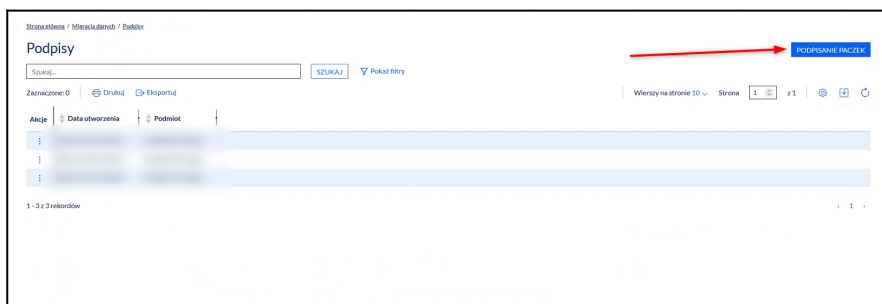 Strona główna / Migracja danych / Podpisy
Podpisy
PODPISANIE PACZEK
Szukaj...
SZUKAJ
Pokaż filtry
Zaznaczone: 0
Drukuj
Eksportuj
Wierszy na stronie 10
Strona
1
z 1
Akcje
Data utworzenia
Podmiot
1 - 3 z 3 rekordów
‹ 1 ›